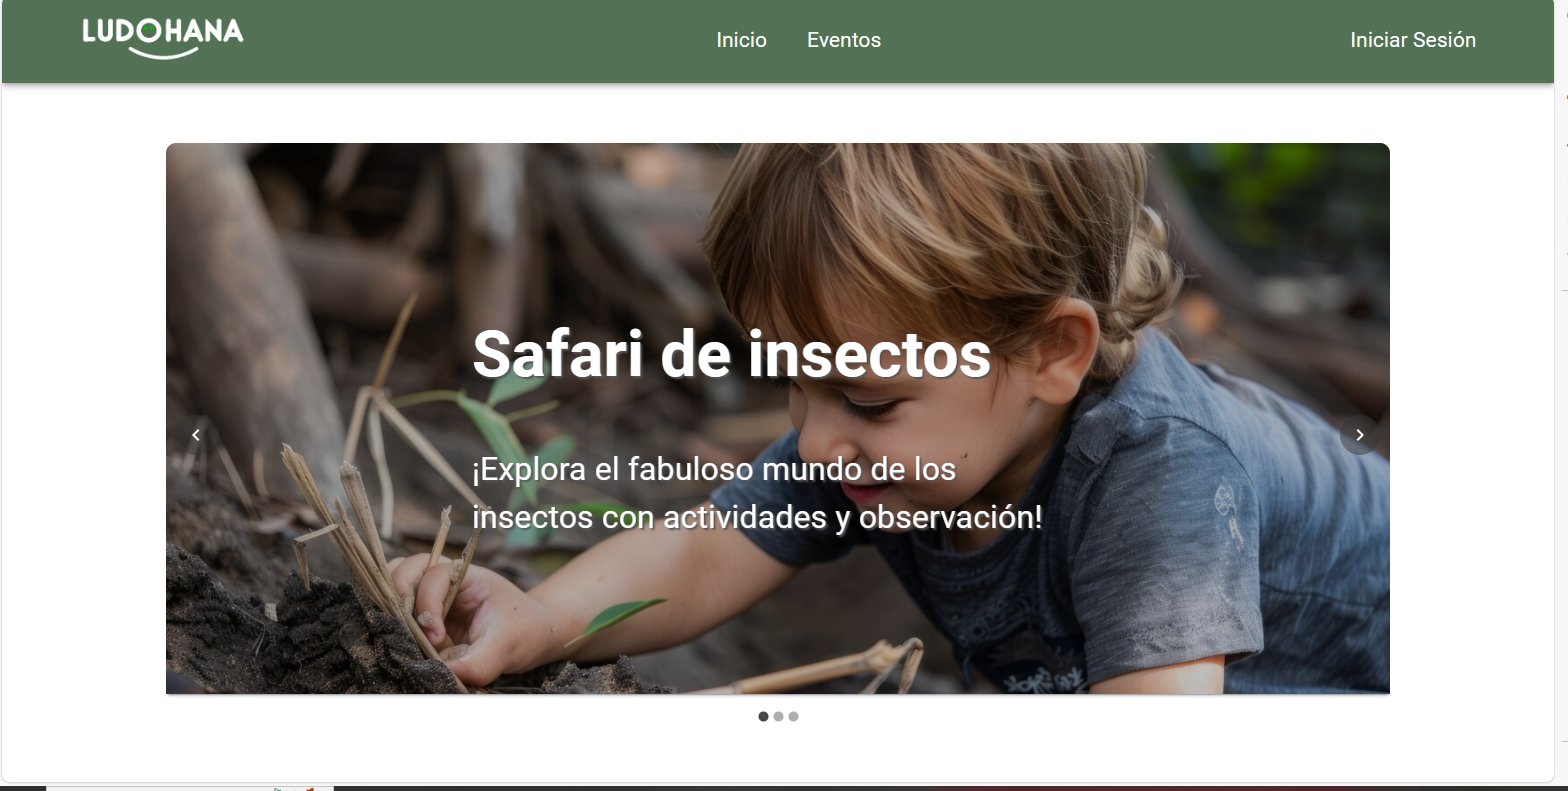 LUDOHANA
Inicio
Eventos
Iniciar Sesión
Safari de insectos
¡Explora el fabuloso mundo de los
insectos con actividades y observación!